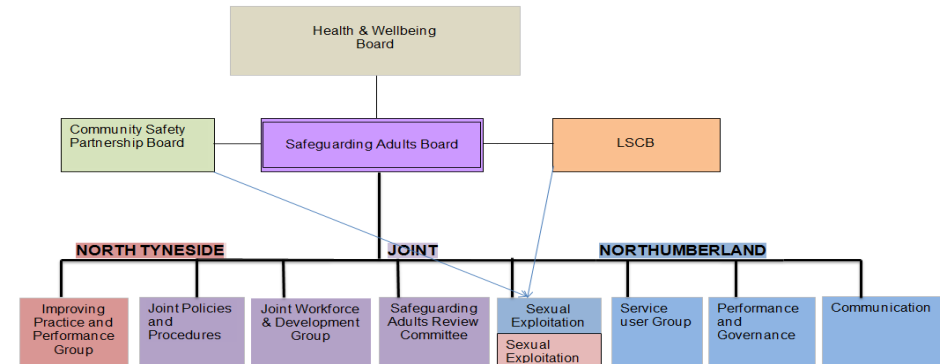 Health & Wellbeing
Board
Community Safety
Partnership Board
Safeguarding Adults Board
LSCB
NORTH TYNESIDE
JOINT
NORTHUMBERLAND
Improving
Practice and
Performance
Group
Joint Policies
and
Procedures
Joint Workforce
& Development
Group
Safeguarding
Adults Review
Committee
Sexual
Exploitation
Sexual
Exploitation
Service
user Group
Performance
and
Governance
Communication